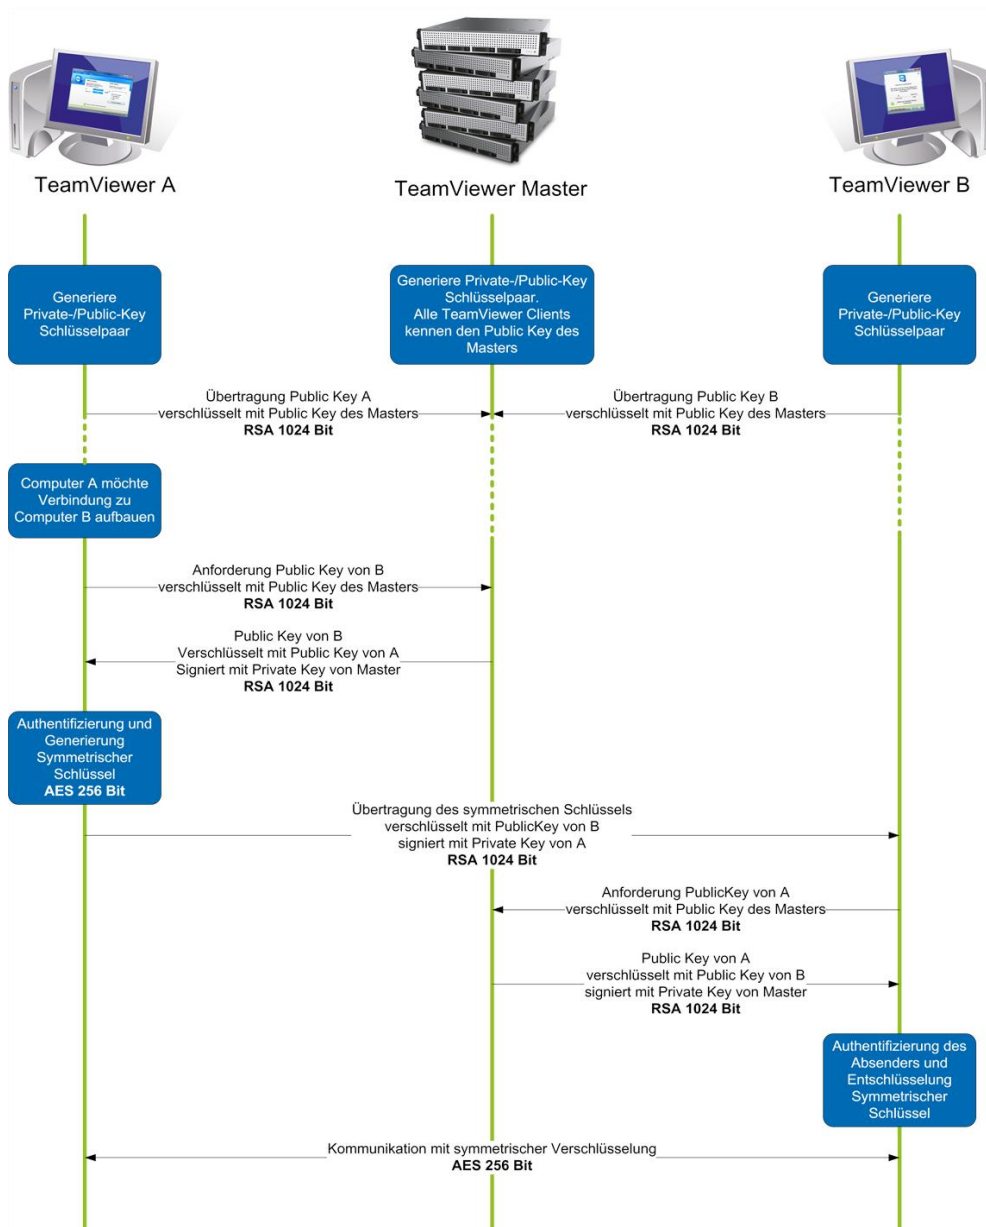 TeamViewer A
TeamViewer Master
TeamViewer B
Generiere
Private-/Public-Key
Schlüsselpaar
Generiere Private-/Public-Key
Schlüsselpaar.
Alle TeamViewer Clients
kennen den Public Key des
Masters
Generiere
Private-/Public-Key
Schlüsselpaar
Übertragung Public Key A
verschlüsselt mit Public Key des Masters
RSA 1024 Bit
Übertragung Public Key B
verschlüsselt mit Public Key des Masters
RSA 1024 Bit
Computer A möchte
Verbindung zu
Computer B aufbauen
Anforderung Public Key von B
verschlüsselt mit Public Key des Masters
RSA 1024 Bit
Public Key von B
Verschlüsselt mit Public Key von A
Signiert mit Private Key von Master
RSA 1024 Bit
Authentifizierung und
Generierung
Symmetrischer
Schlüssel
AES 256 Bit
Übertragung des symmetrischen Schlüssels
verschlüsselt mit PublicKey von B
signiert mit Private Key von A
RSA 1024 Bit
Anforderung PublicKey von A
verschlüsselt mit Public Key des Masters
RSA 1024 Bit
Public Key von A
verschlüsselt mit Public Key von B
signiert mit Private Key von Master
RSA 1024 Bit
Authentifizierung des
Absenders und
Entschlüsselung
Symmetrischer
Schlüssel
Kommunikation mit symmetrischer Verschlüsselung
AES 256 Bit